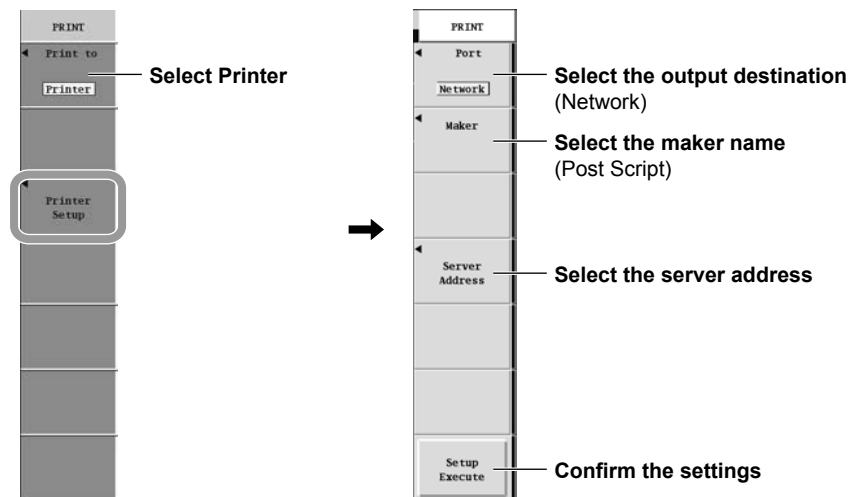 PRINT
Print to
Printer
Select Printer
Printer
Setup
PRINT
Port
Network
Select the output destination
(Network)
Maker
Select the maker name
(Post Script)
Server
Address
Select the server address
Setup
Execute
Confirm the settings